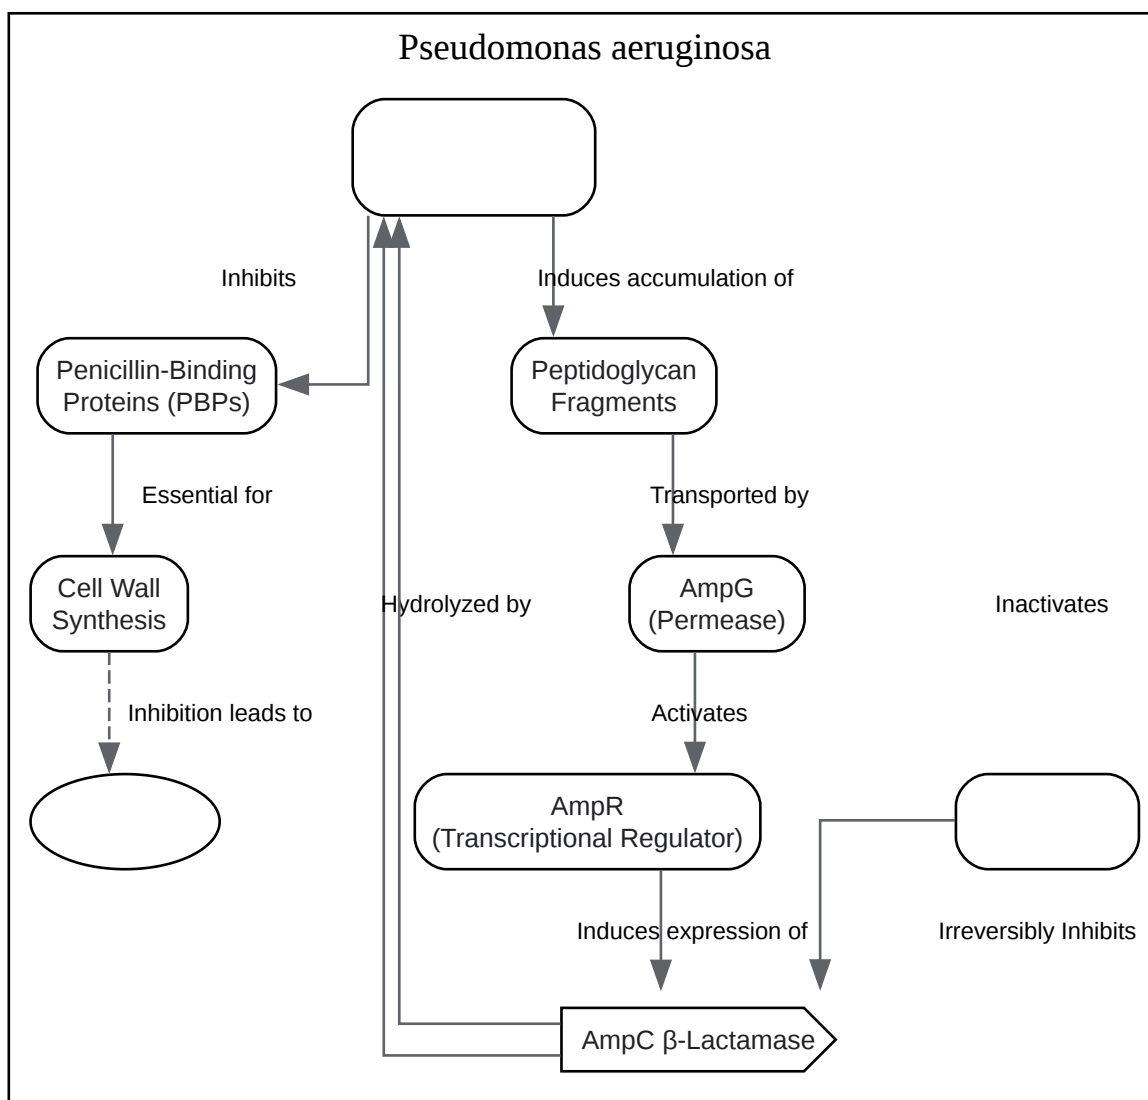 Pseudomonas aeruginosa
Inhibits
Induces accumulation of
Penicillin-Binding
Proteins (PBPs)
Peptidoglycan
Fragments
Essential for
Transported by
Cell Wall
Synthesis
Hydrolyzed by
AmpG
(Permease)
Inactivates
Inhibition leads to
Activates
AmpR
(Transcriptional Regulator)
Induces expression of
Irreversibly Inhibits
AmpC β-Lactamase